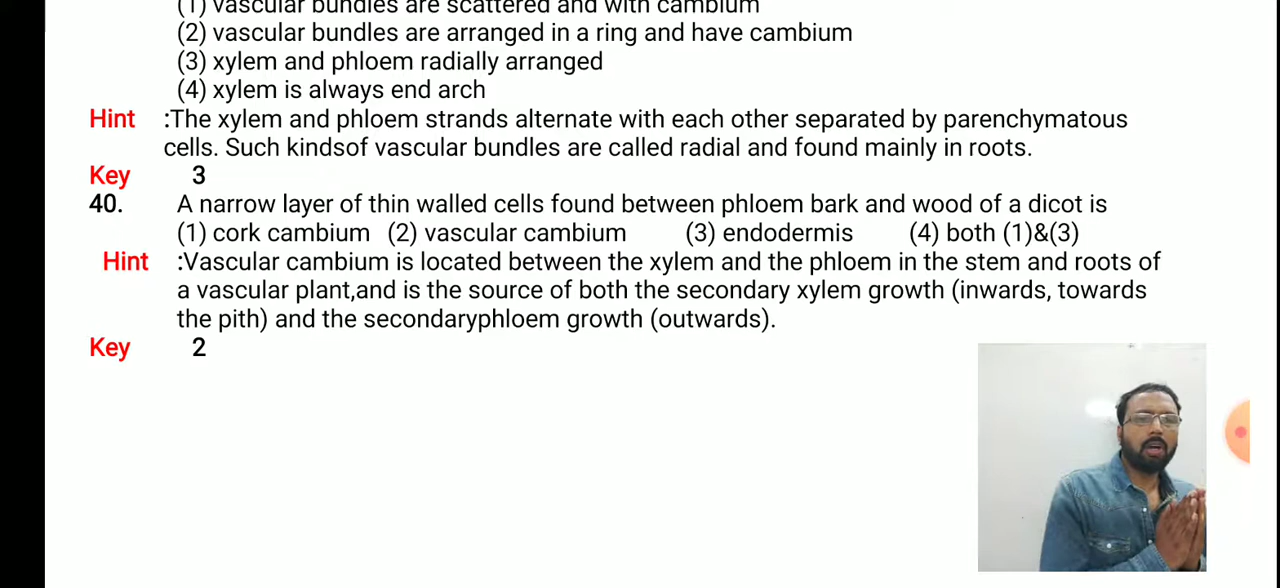 (1) vascular bundles are scattered and with cambium
(2) vascular bundles are arranged in a ring and have cambium
(3) xylem and phloem radially arranged
(4) xylem is always end arch
Hint :The xylem and phloem strands alternate with each other separated by parenchymatous
cells. Such kindsof vascular bundles are called radial and found mainly in roots.
Key 3
40. A narrow layer of thin walled cells found between phloem bark and wood of a dicot is
(1) cork cambium (2) vascular cambium (3) endodermis (4) both (1)&(3)
Hint :Vascular cambium is located between the xylem and the phloem in the stem and roots of
a vascular plant,and is the source of both the secondary xylem growth (inwards, towards
the pith) and the secondaryphloem growth (outwards).
Key 2